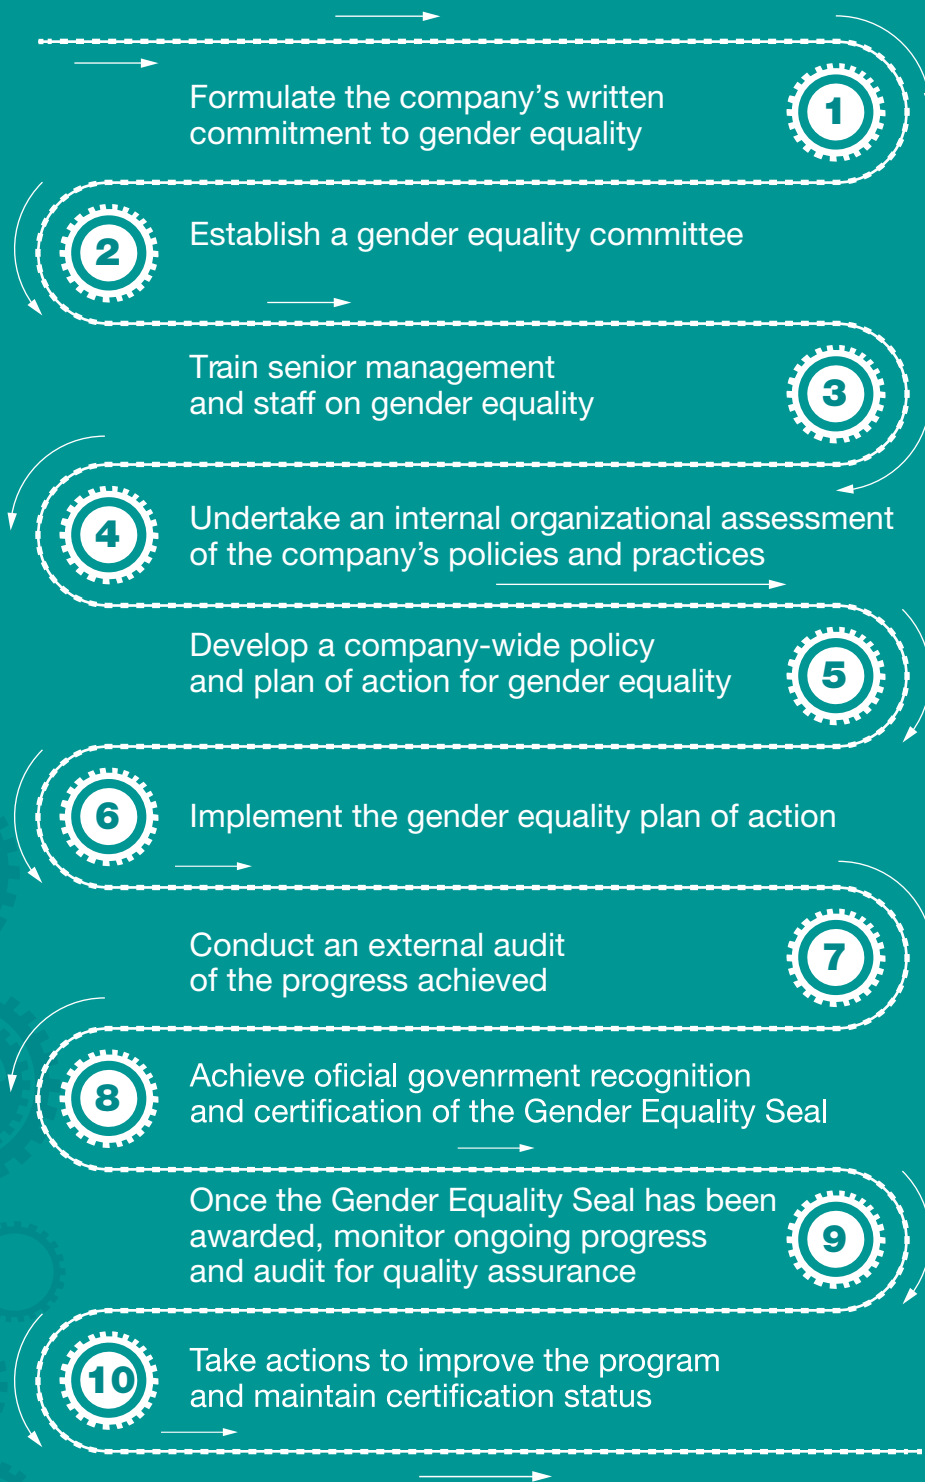 Formulate the company's written
commitment to gender equality
1
2
Establish a gender equality committee
Train senior management
and staff on gender equality
3
4
Undertake an internal organizational assessment
of the company's policies and practices
Develop a company-wide policy
and plan of action for gender equality
5
6
Implement the gender equality plan of action
Conduct an external audit
of the progress achieved
7
8
Achieve oficial govenrment recognition
and certification of the Gender Equality Seal
Once the Gender Equality Seal has been
awarded, monitor ongoing progress
and audit for quality assurance
9
10
Take actions to improve the program
and maintain certification status